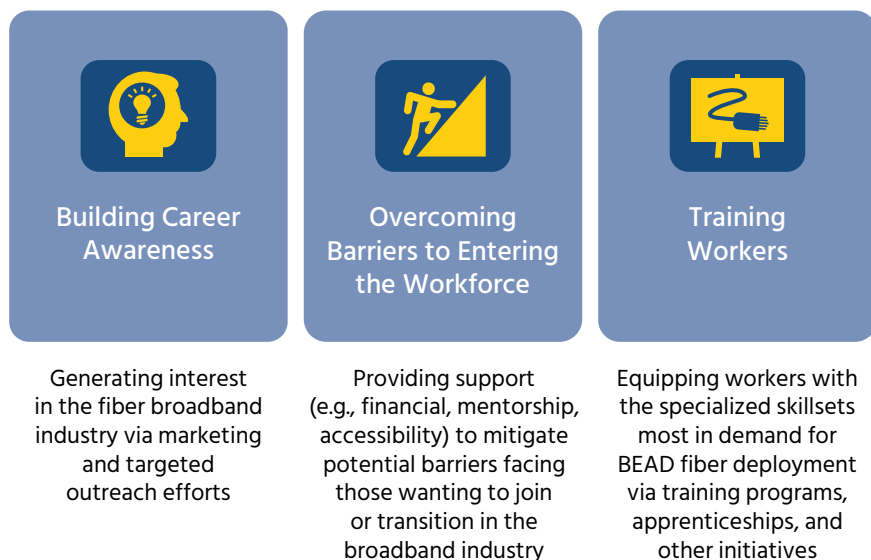 Building Career
Awareness
Generating interest
in the fiber broadband
industry via marketing
and targeted
outreach efforts
Overcoming
Barriers to Entering
the Workforce
Providing support
(e.g., financial, mentorship,
accessibility) to mitigate
potential barriers facing
those wanting to join
or transition in the
broadband industry
Training
Workers
Equipping workers with
the specialized skillsets
most in demand for
BEAD fiber deployment
via training programs,
apprenticeships, and
other initiatives